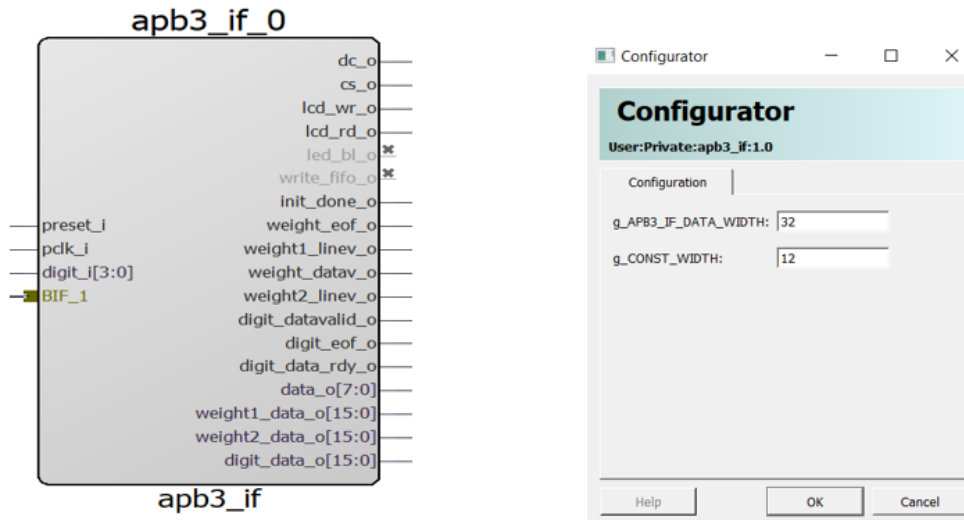 apb3_if_0
dc_o
cs_o
lcd_wr_o
lcd_rd_o
led_bl_o
write_fifo_o
init_done_o
preset_i
weight_eof_o
pclk_i
weight1_linev_o
digit_i[3:0]
weight_datav_o
BIF_1
weight2_linev_o
digit_datavalid_o
digit_eof_o
digit_data_rdy_o
data_o[7:0]
weight1_data_o[15:0]
weight2_data_o[15:0]
digit_data_o[15:0]
apb3_if
Configurator
Configurator
User:Private:apb3_if:1.0
Configuration
g_APB3_IF_DATA_WIDTH: 32
g_CONST_WIDTH: 12
Help OK Cancel